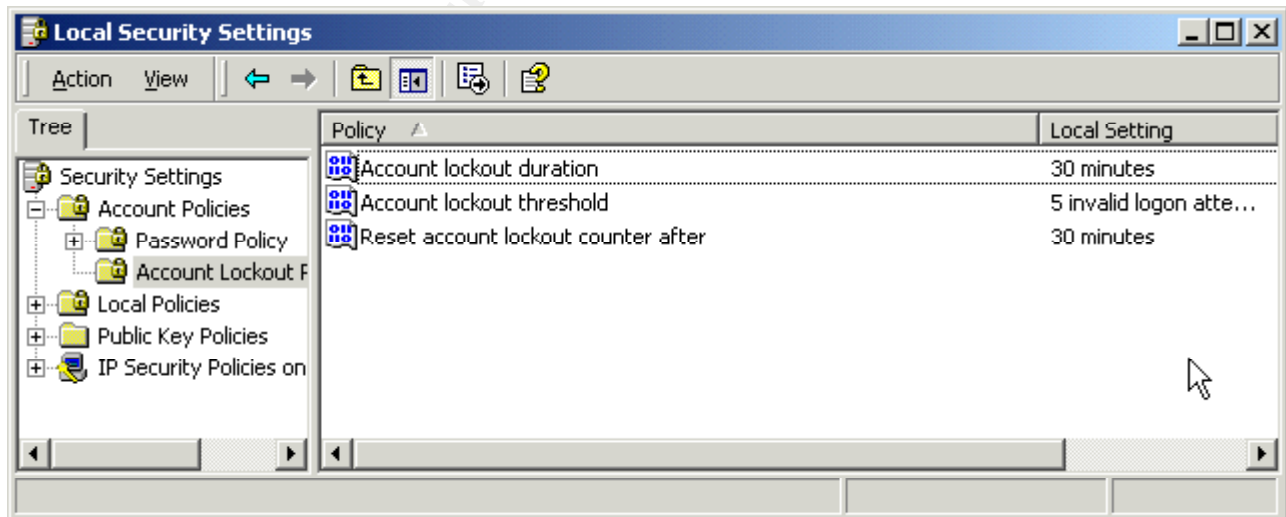 Local Security Settings
Action View
Tree
Policy Local Setting
Security Settings
Account Policies
Password Policy
Account Lockout P
Local Policies
Public Key Policies
IP Security Policies on
Account lockout duration 30 minutes
Account lockout threshold 5 invalid logon atte...
Reset account lockout counter after 30 minutes